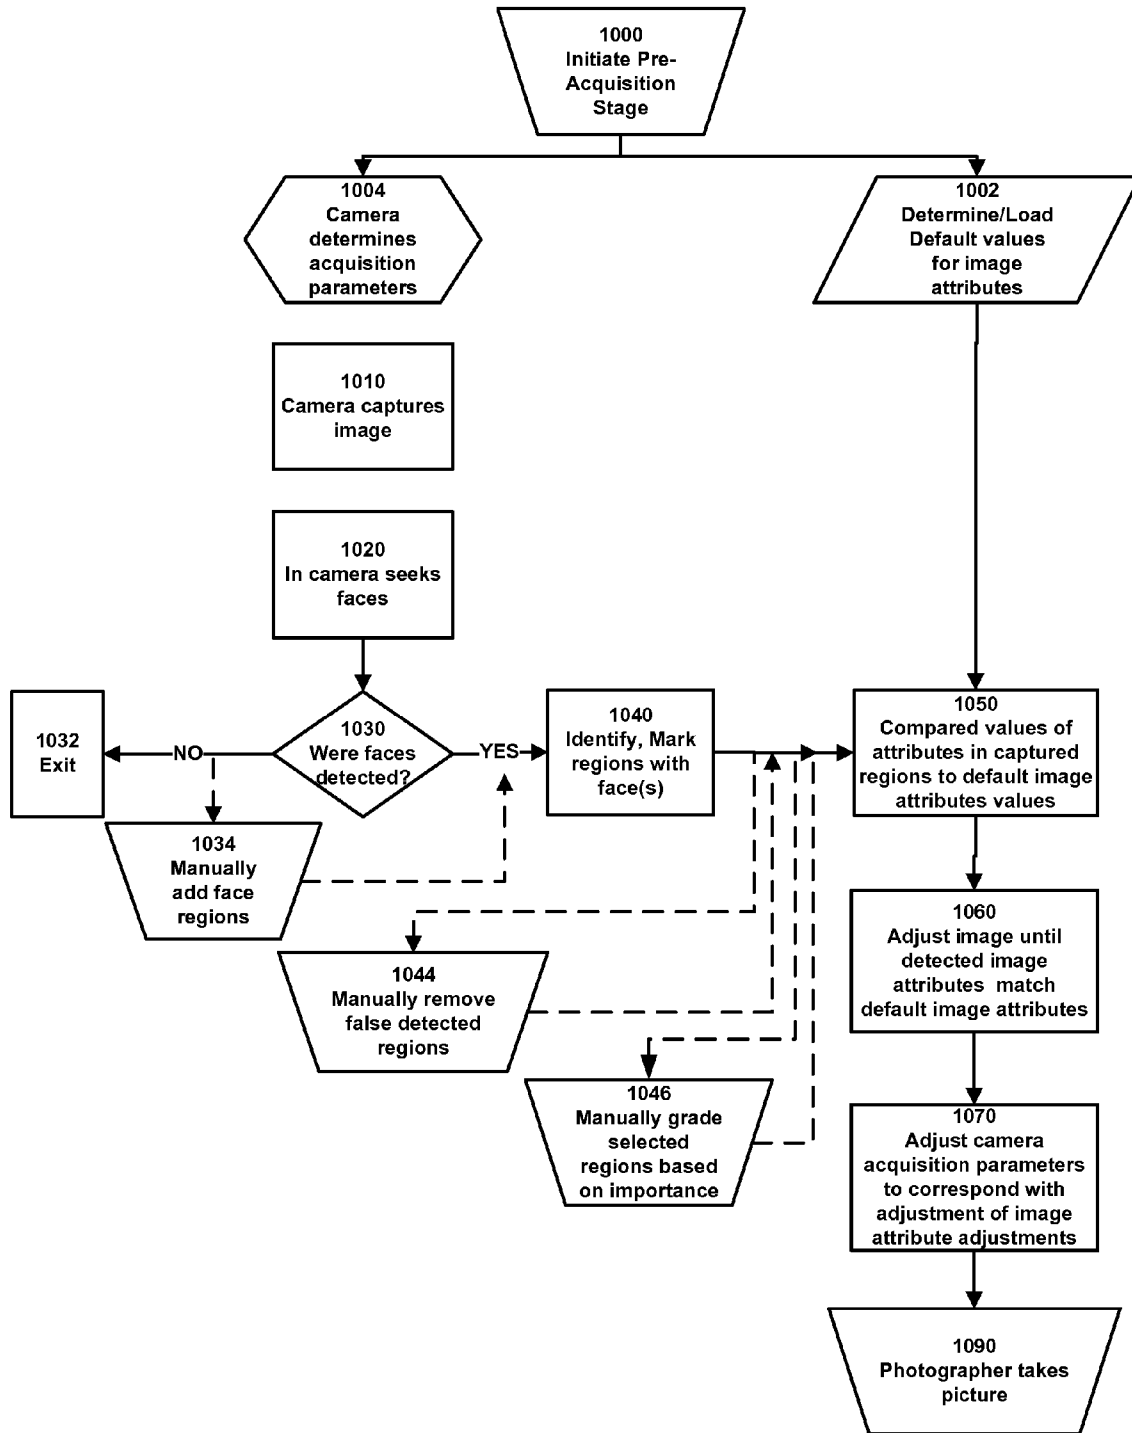 1000
Initiate Pre-
Acquisition
Stage
1004
Camera
determines
acquisition
parameters
1002
Determine/Load
Default values
for image
attributes
1010
Camera captures
image
1020
In camera seeks
faces
1030
Were faces
detected?
NO
YES
1032
Exit
1034
Manually
add face
regions
1040
Identify, Mark
regions with
face(s)
1044
Manually remove
false detected
regions
1046
Manually grade
selected
regions based
on importance
1050
Compared values of
attributes in captured
regions to default image
attributes values
1060
Adjust image until
detected image
attributes match
default image attributes
1070
Adjust camera
acquisition parameters
to correspond with
adjustment of image
attribute adjustments
1090
Photographer takes
picture